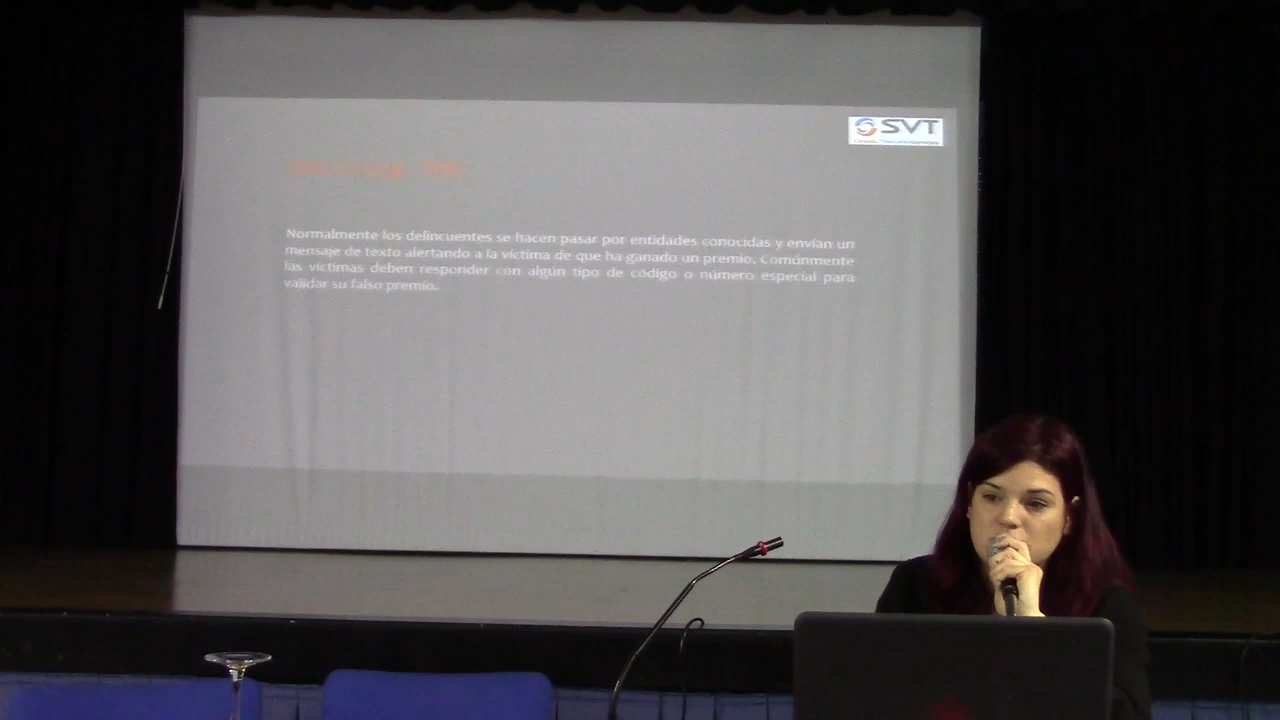 SVT
Normalmente los delincuentes se hacen pasar por entidades conocidas y envían un
mensaje de texto alertando a la víctima de que ha ganado un premio. Comúnmente
las víctimas deben responder con algún tipo de código o número especial para
validar su falso premio.